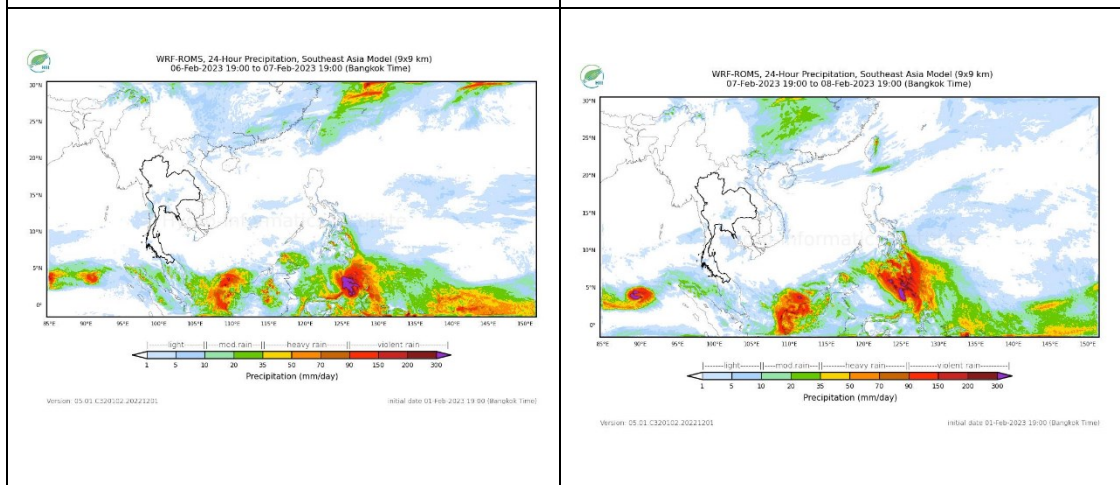 WRF-ROMS, 24-Hour Precipitation, Southeast Asia Model (9x9 km)
06-Feb-2023 19:00 to 07-Feb-2023 19:00 (Bangkok Time)
30°N
25°N
20°N
15°N
10°N
5°N
0°
85°E 90°E 95°E 100°E 105°E 110°E 115°E 120°E 125°E 130°E 135°E 140°E 145°E 150°E
light mod.rain heavy rain violent rain
1 5 10 20 35 50 70 90 150 200 300
Precipitation (mm/day)
Version: 05.01.C320102.20221201 initial date 01-Feb-2023 19:00 (Bangkok Time)
WRF-ROMS, 24-Hour Precipitation, Southeast Asia Model (9x9 km)
07-Feb-2023 19:00 to 08-Feb-2023 19:00 (Bangkok Time)
30°N
25°N
20°N
15°N
10°N
5°N
0°
85°E 90°E 95°E 100°E 105°E 110°E 115°E 120°E 125°E 130°E 135°E 140°E 145°E 150°E
light mod.rain heavy rain violent rain
1 5 10 20 35 50 70 90 150 200 300
Precipitation (mm/day)
Version: 05.01.C320102.20221201 initial date 01-Feb-2023 19:00 (Bangkok Time)